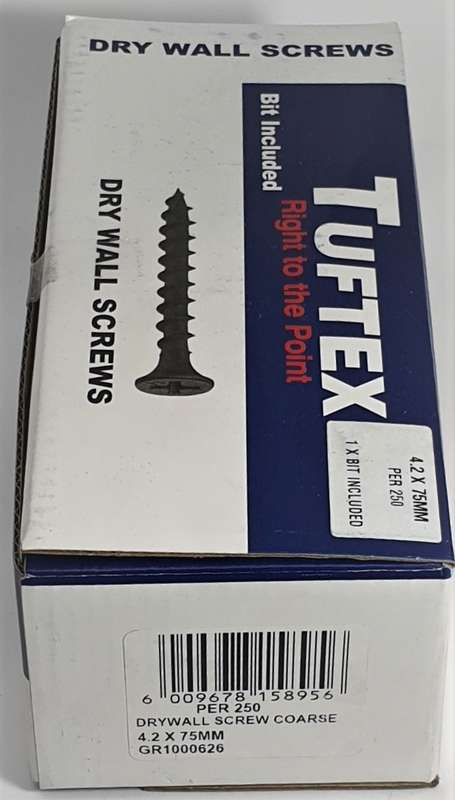 DRY WALL SCREWS
TUFTEX
Right to the Point
Bit Included
DRY WALL SCREWS
4.2 X 75MM
PER 250
1 X BIT INCLUDED
6 009678 158956
PER 250
DRYWALL SCREW COARSE
4.2 X 75MM
GR1000626